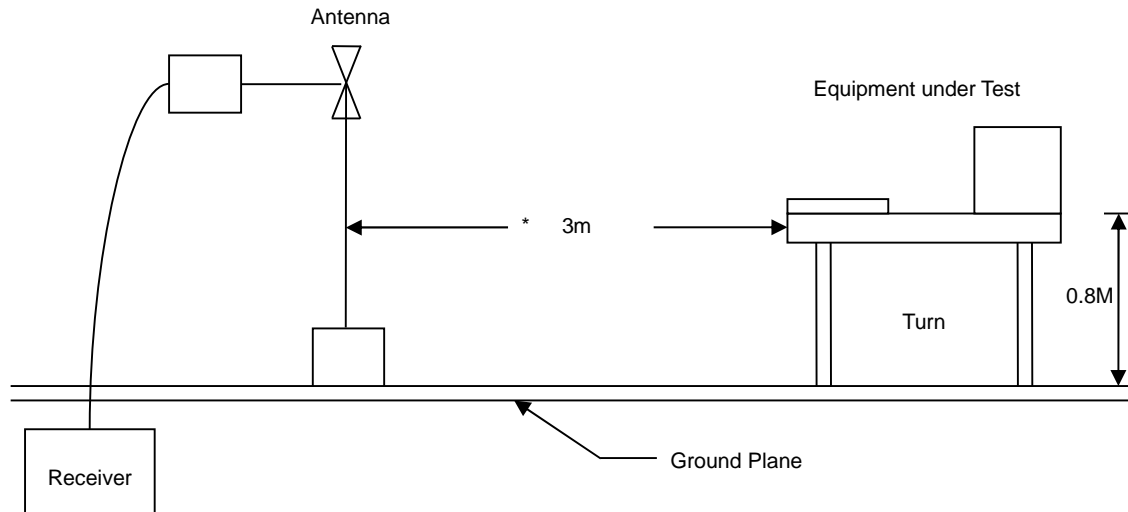 Antenna
Equipment under Test
* 3m
0.8M
Turn
Ground Plane
Receiver